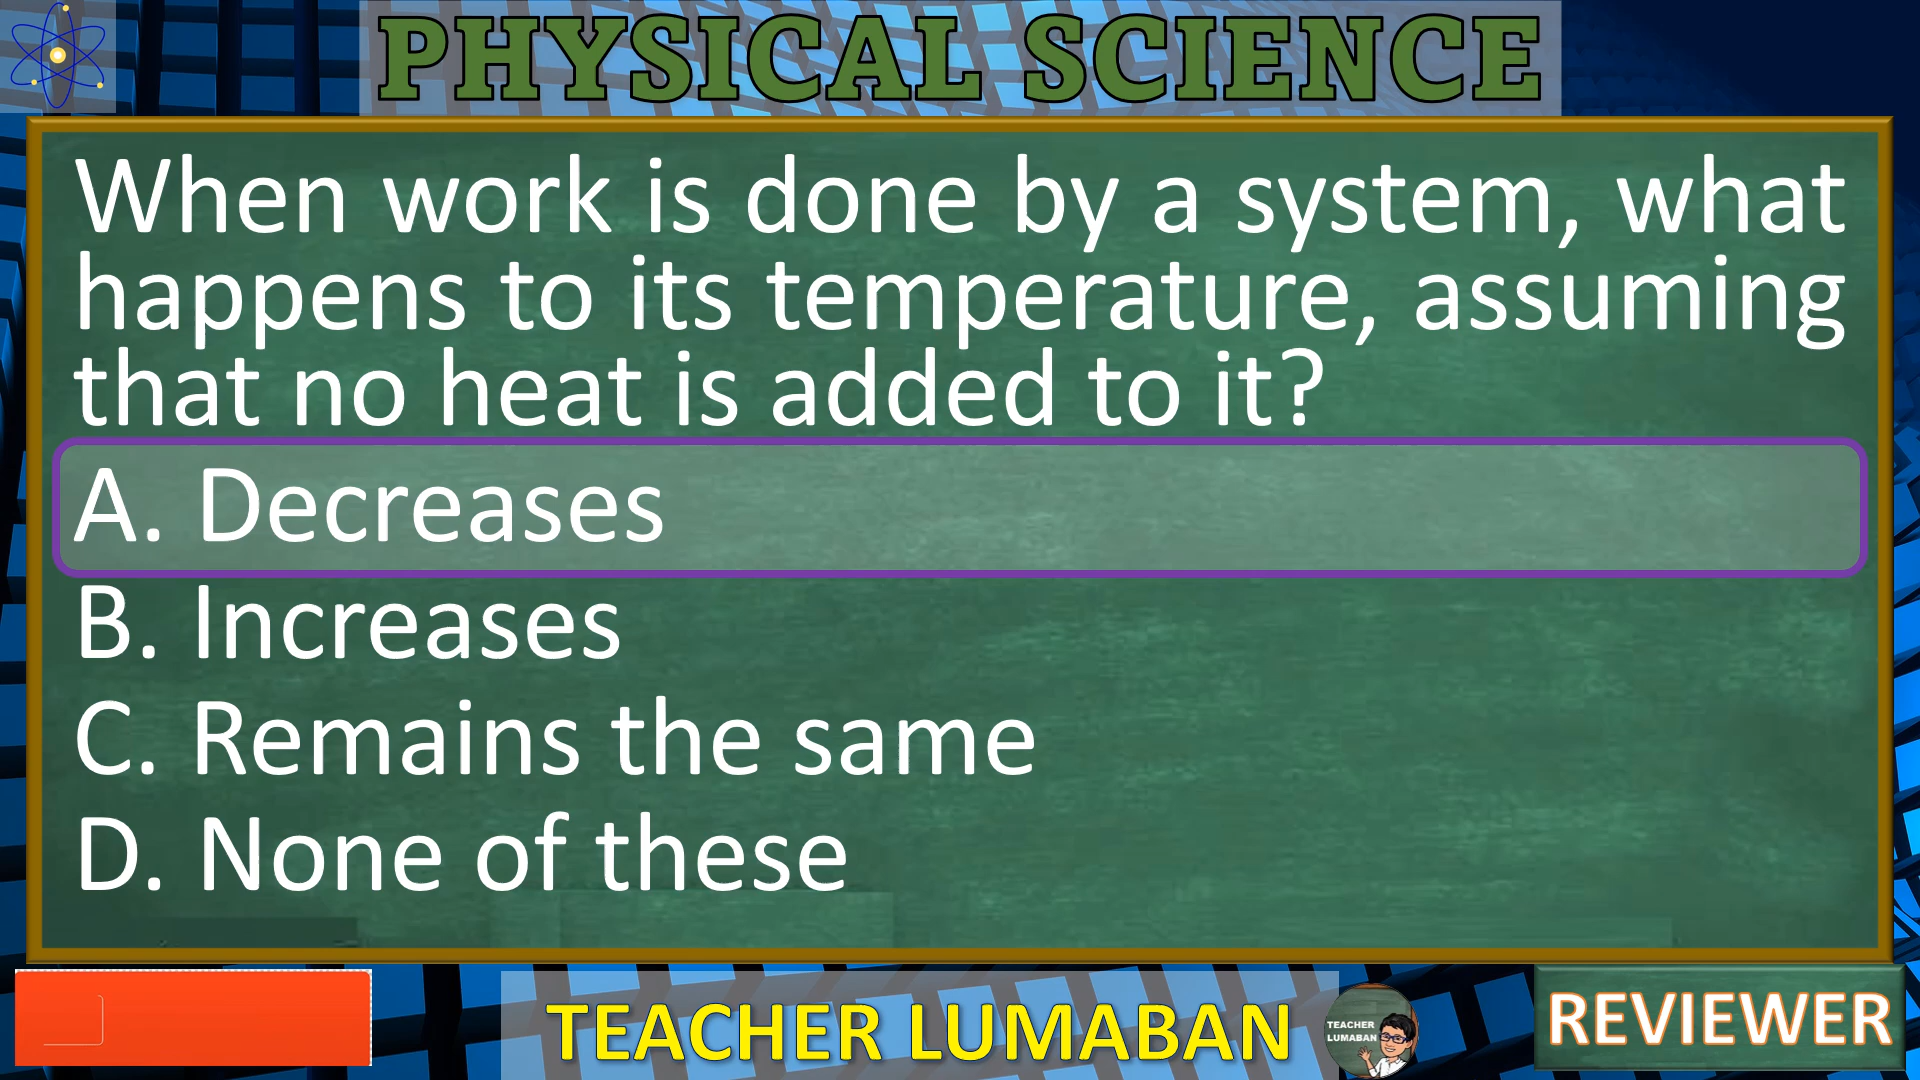 PHYSICAL SCIENCE
When work is done by a system, what
happens to its temperature, assuming
that no heat is added to it?
A. Decreases
B. Increases
C. Remains the same
D. None of these
TEACHER LUMABAN
TEACHER
LUMABAN
REVIEWER